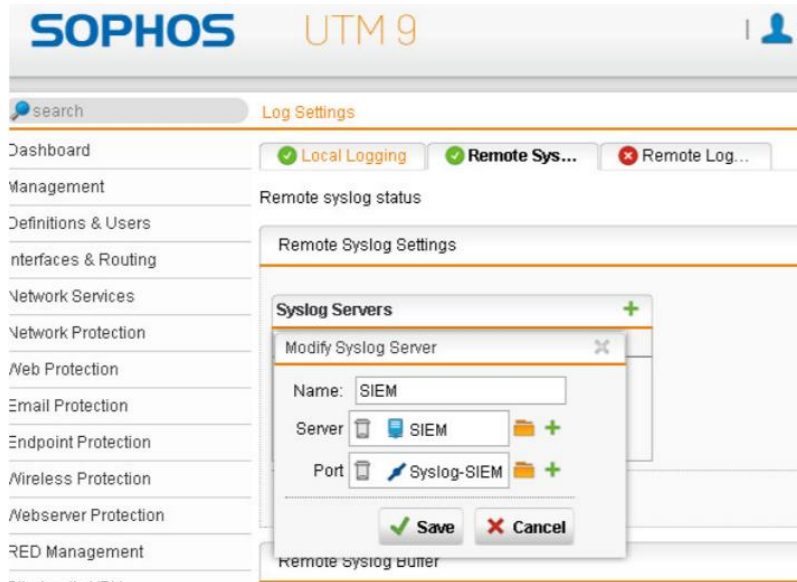 SOPHOS UTM 9
search
Log Settings
Dashboard
Local Logging
Remote Sys...
Remote Log...
Management
Remote syslog status
Definitions & Users
Remote Syslog Settings
nterfaces & Routing
Network Services
Syslog Servers
Network Protection
Modify Syslog Server
Web Protection
Name: SIEM
Email Protection
Server SIEM
Endpoint Protection
Port Syslog-SIEM
Wireless Protection
Webserver Protection
Save Cancel
RED Management
Remote Syslog Buffer